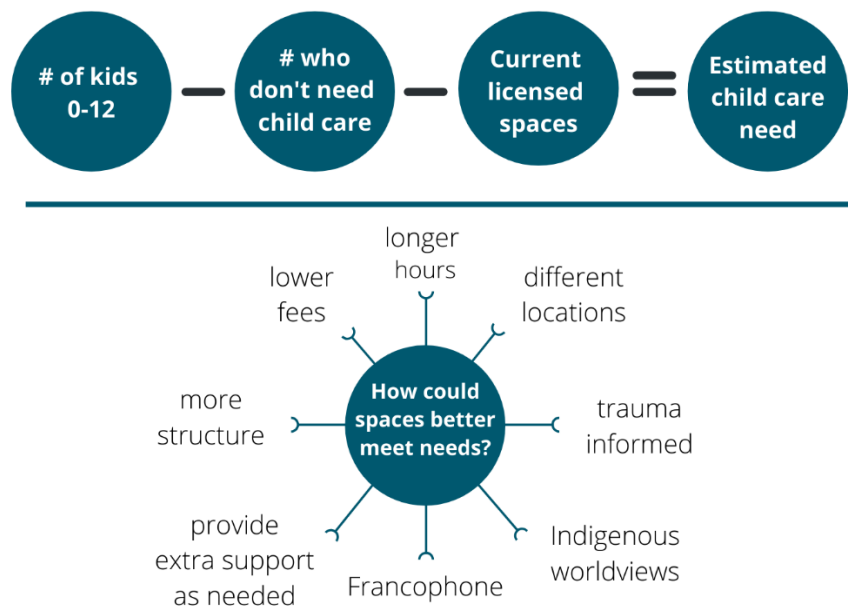 # of kids
0-12
# who
don't need
child care
Current
licensed
spaces
Estimated
child care
need
longer
hours
lower
fees
different
locations
How could
spaces better
meet needs?
more
structure
trauma
informed
provide
extra support
as needed
Francophone
Indigenous
worldviews